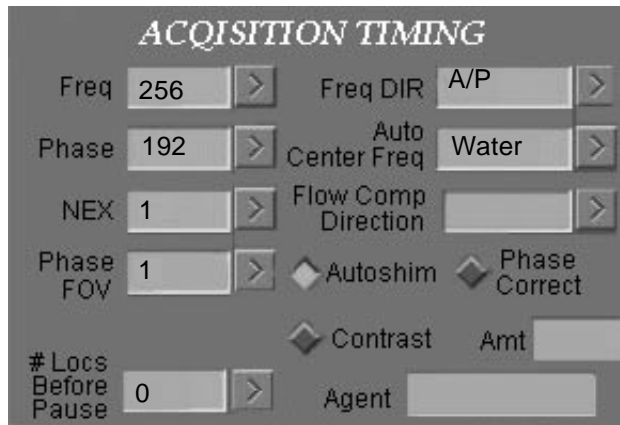 ACQISITION TIMING
Freq 256 > Freq DIR A/P >
Phase 192 > Auto Center Freq Water >
NEX 1 > Flow Comp Direction >
Phase FOV 1 > Autoshim Phase Correct
Contrast Amt
# Locs Before Pause 0 > Agent